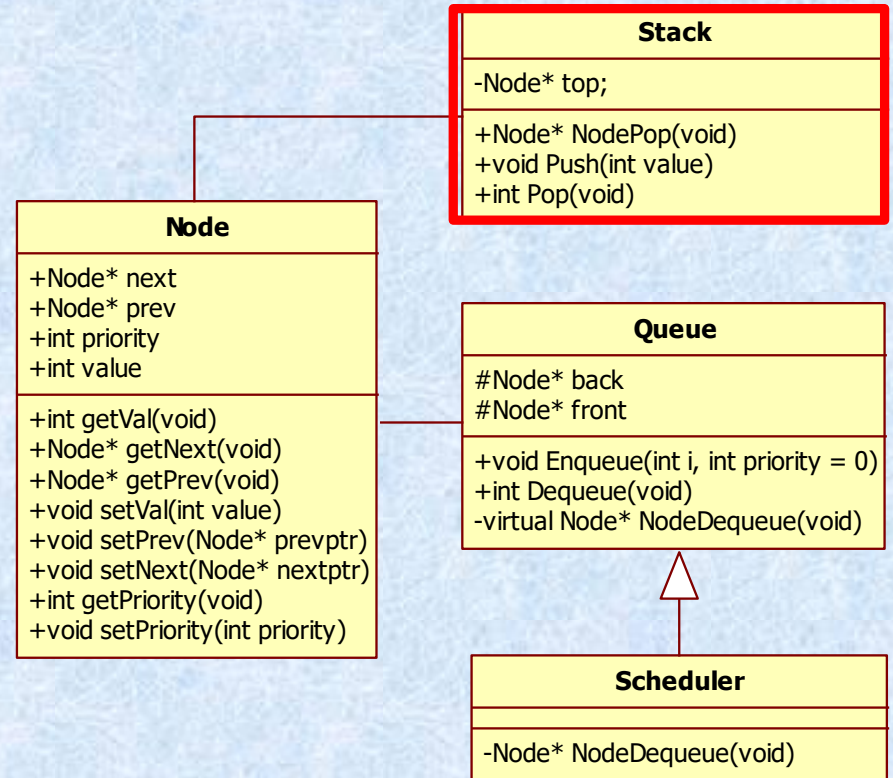 Stack
-Node* top;
+Node* NodePop(void)
+void Push(int value)
+int Pop(void)
Node
+Node* next
+Node* prev
+int priority
+int value
+int getVal(void)
+Node* getNext(void)
+Node* getPrev(void)
+void setVal(int value)
+void setPrev(Node* prevptr)
+void setNext(Node* nextptr)
+int getPriority(void)
+void setPriority(int priority)
Queue
#Node* back
#Node* front
+void Enqueue(int i, int priority = 0)
+int Dequeue(void)
-virtual Node* NodeDequeue(void)
Scheduler
-Node* NodeDequeue(void)